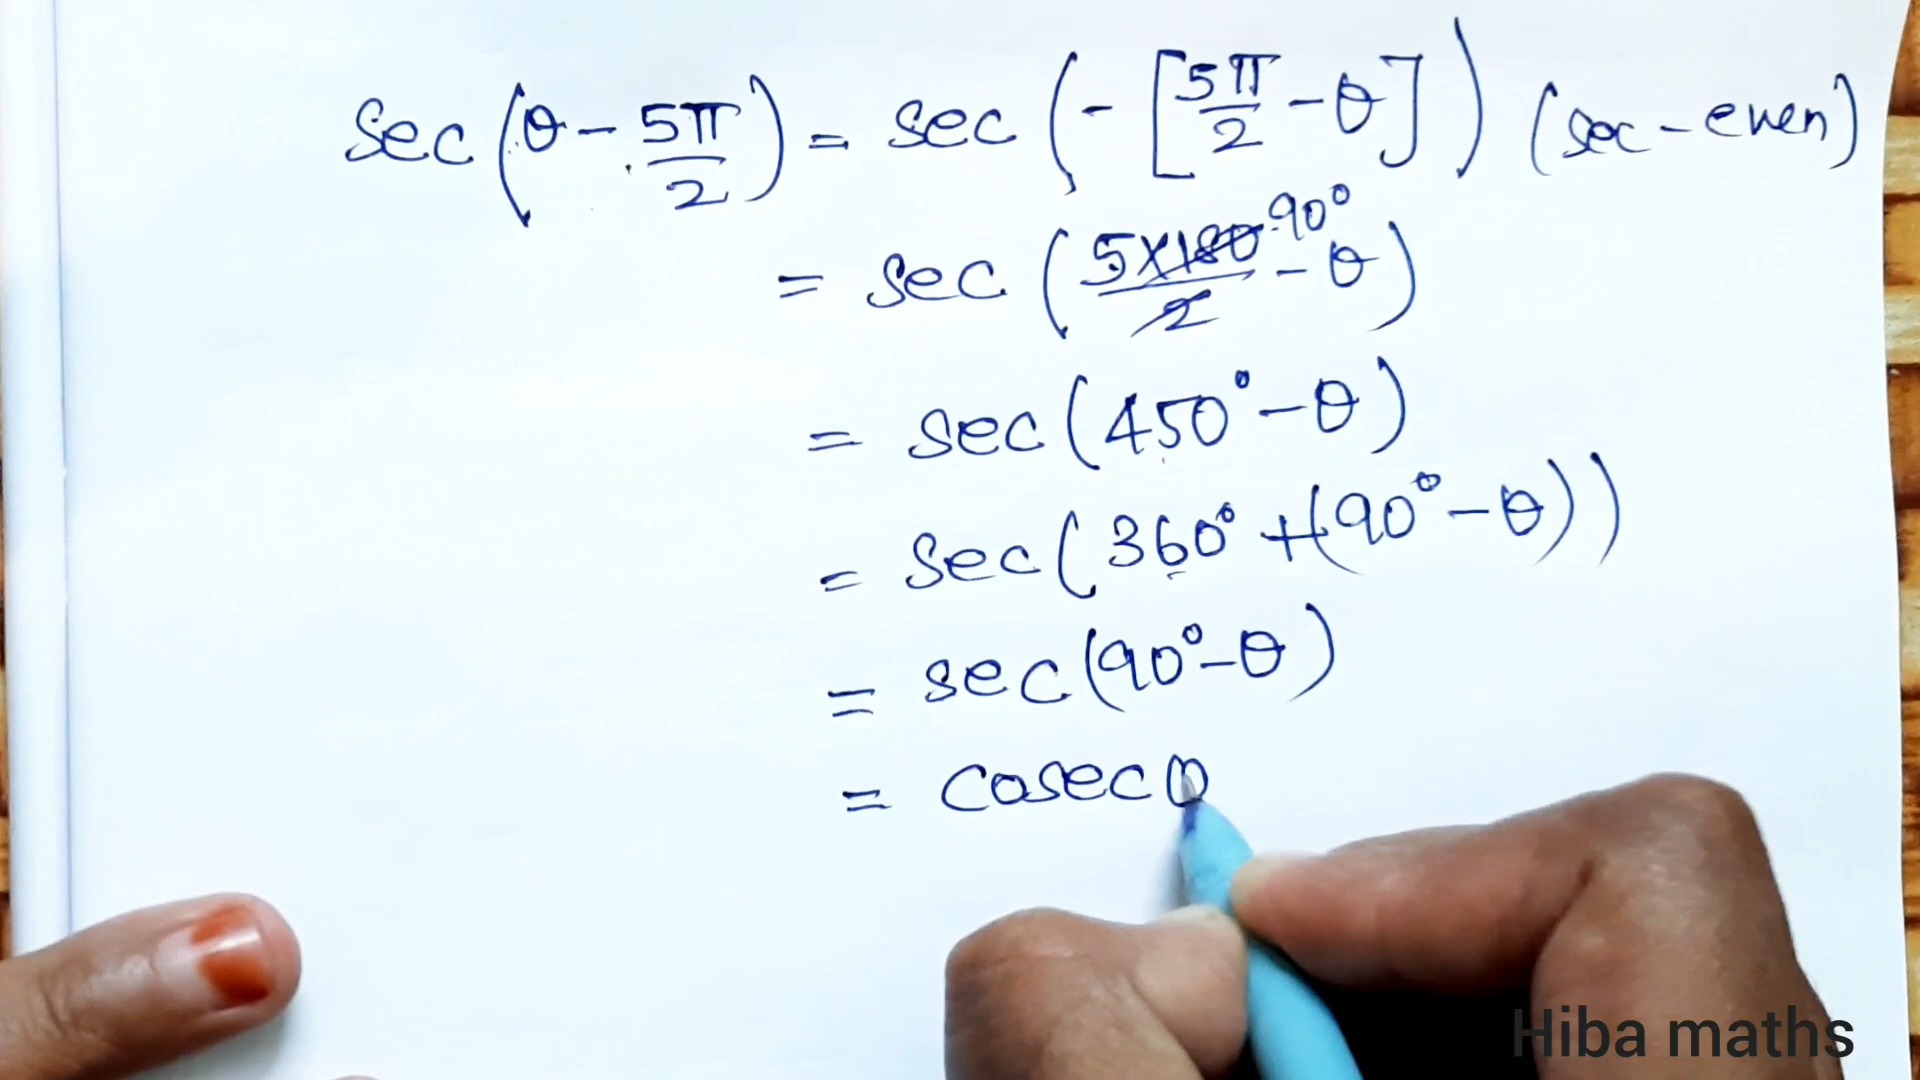 sec(θ - 5π/2) = sec(-[5π/2 - θ]) (sec - even)
= sec(5×180/2 90° - θ)
= sec(450° - θ)
= sec(360° + (90° - θ))
= sec(90° - θ)
= cosec θ
Hiba maths